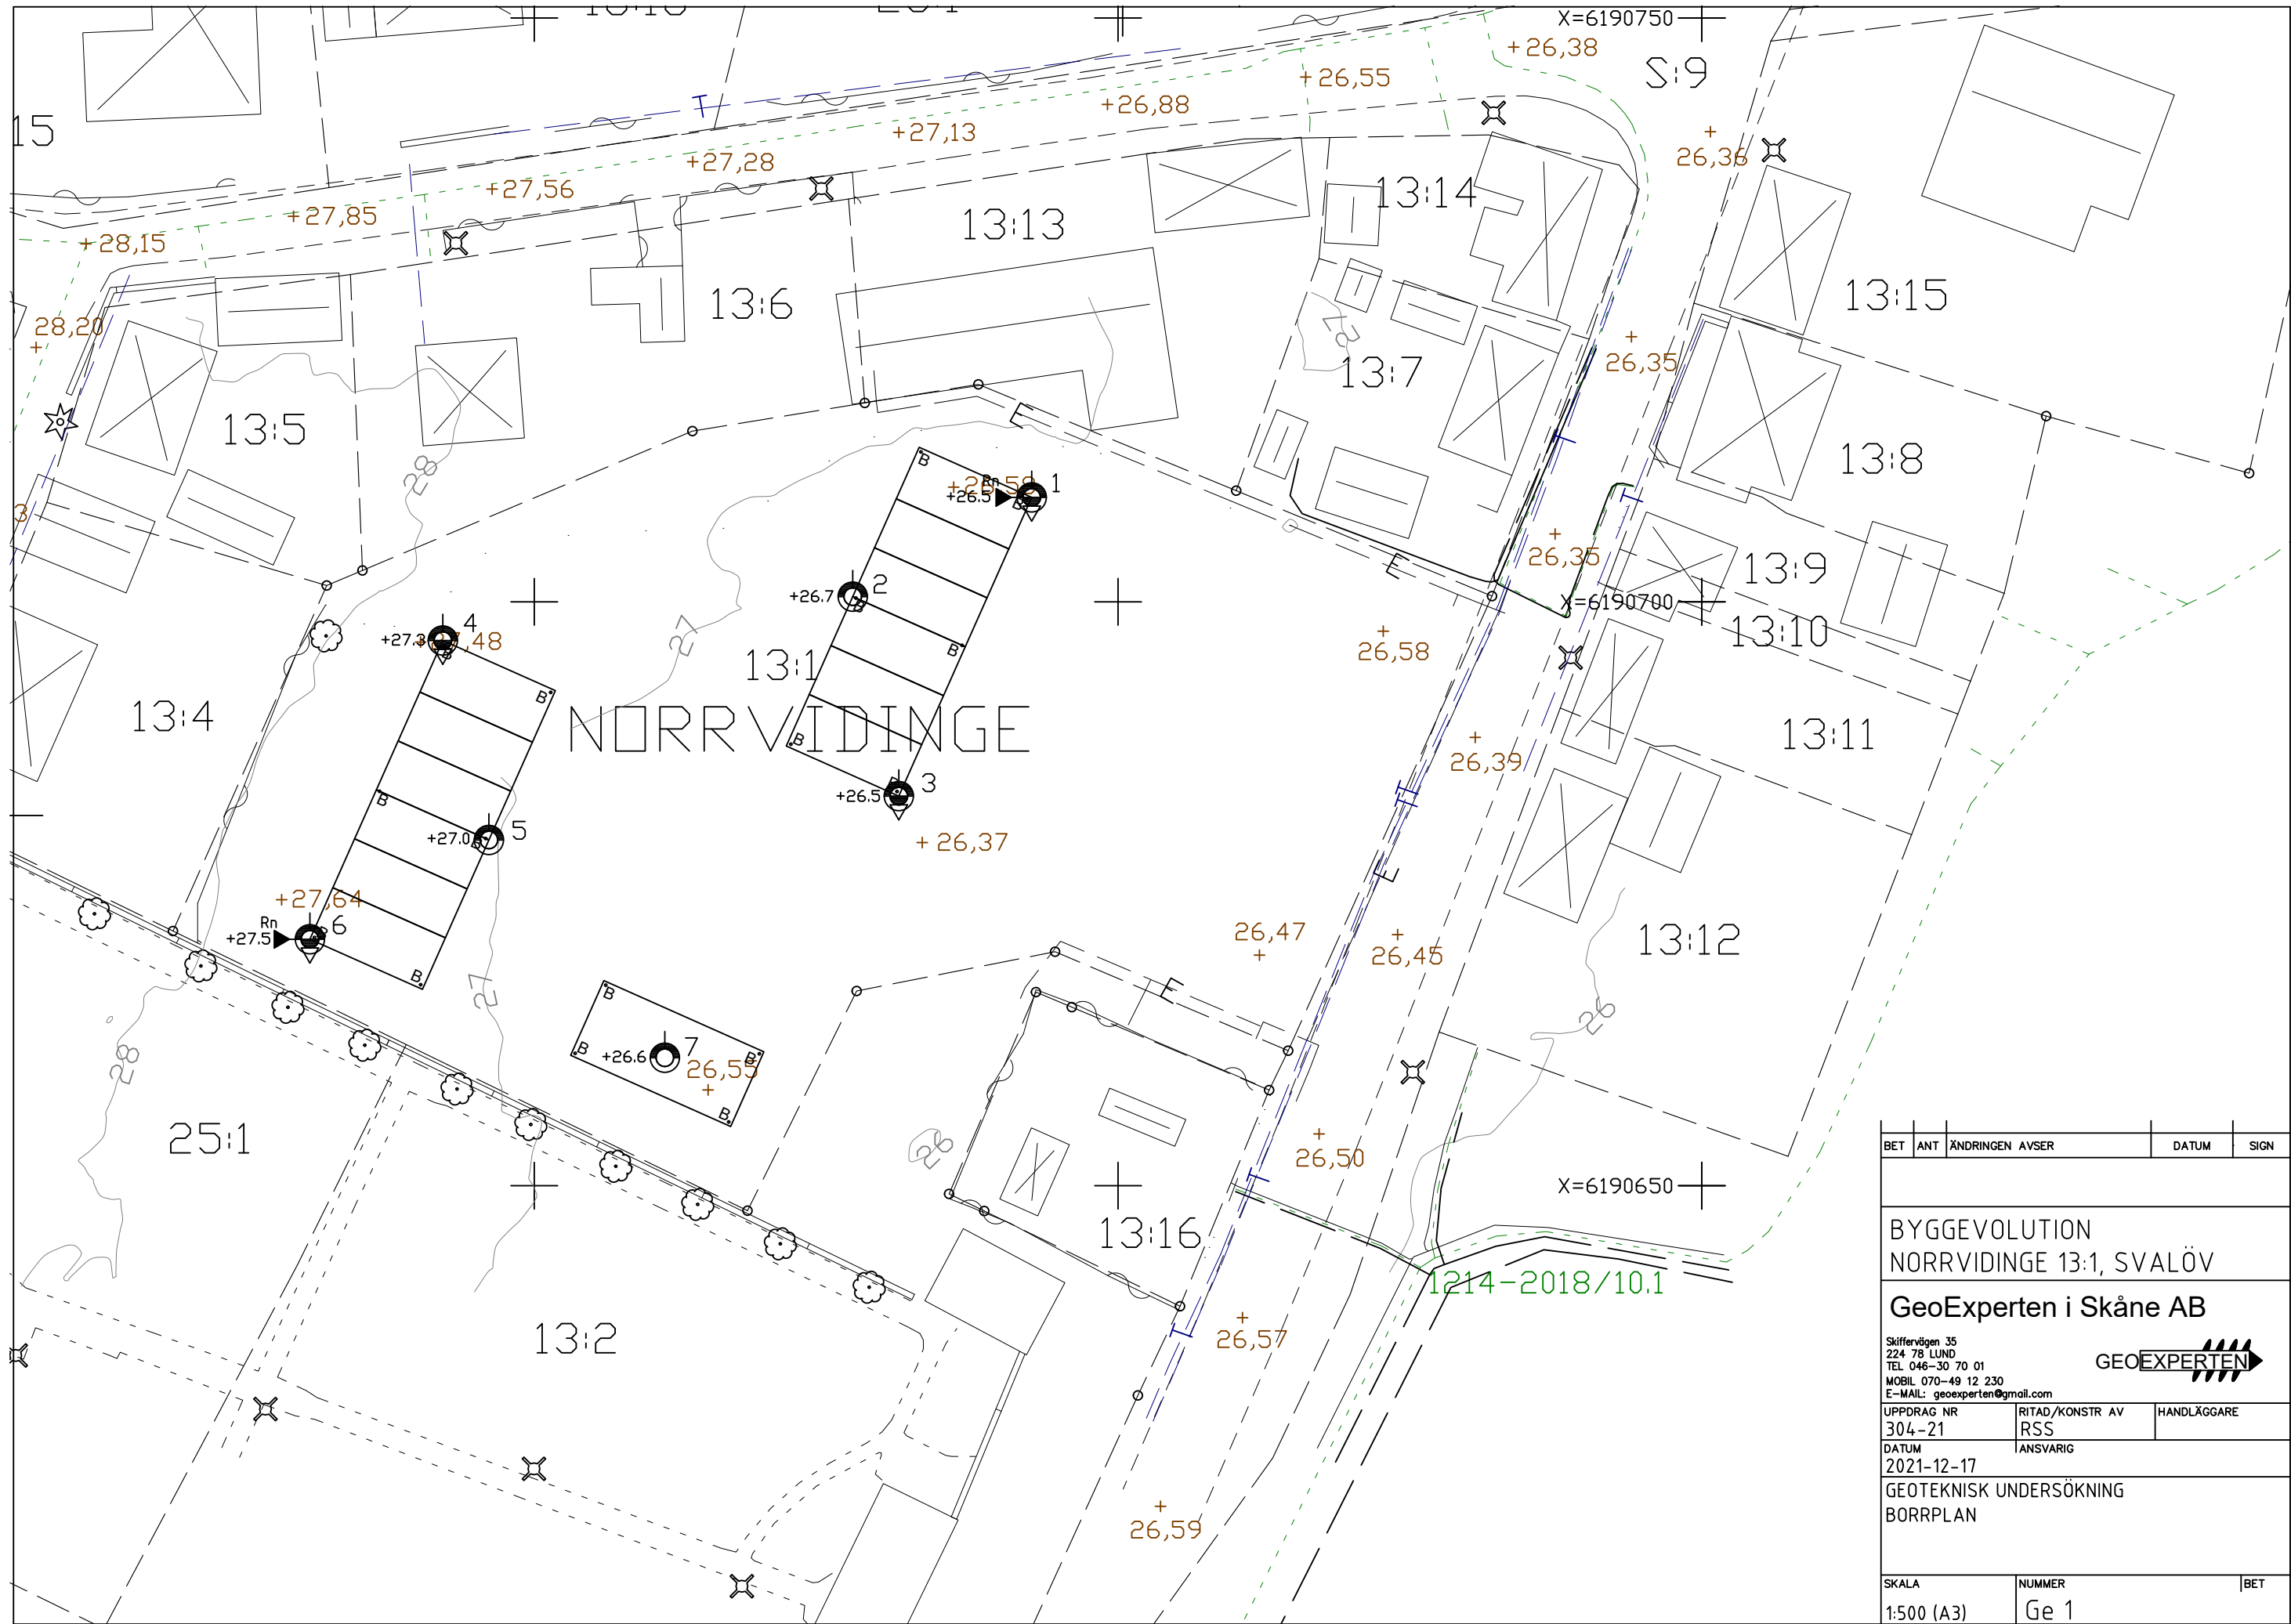 X=6190750
+26,38
S:9
+26,55
+26,88
+27,13
+27,28
+27,56
+27,85
+28,15
T
15
26,36
13:14
13:13
13:6
13:15
28,20
27
26,35
13:7
13:5
E
13:8
28
+26.5
Rn
1
T
T
26,35
13:9
E
+26.7
2
X=6190700
13:10
4
+27.3
27
26,58
13:1
13:4
NORRVIDINGE
13:11
26,39
3
+26.5
+26,37
+27.0
5
E
+27,64
Rn
+27.5
6
26,47
26,45
13:12
27
E
26
+26.6
7
26,55
28
25:1
26
26,50
X=6190650
13:16
1214-2018/10.1
13:2
26,57
26,59
B
B
B
B
B
B
B
B
BET ANT ÄNDRINGEN AVSER DATUM SIGN
BYGGEVOLUTION
NORRVIDINGE 13:1, SVALÖV
GeoExperten i Skåne AB
Skiffervägen 35
224 78 LUND
TEL 046-30 70 01
MOBIL 070-49 12 230
E-MAIL: geoexperten@gmail.com
GEOEXPERTEN
UPPDRAG NR RITAD/KONSTR AV HANDLÄGGARE
304-21 RSS
DATUM ANSVARIG
2021-12-17
GEOTEKNISK UNDERSÖKNING
BORRPLAN
SKALA NUMMER BET
1:500 (A3) Ge 1